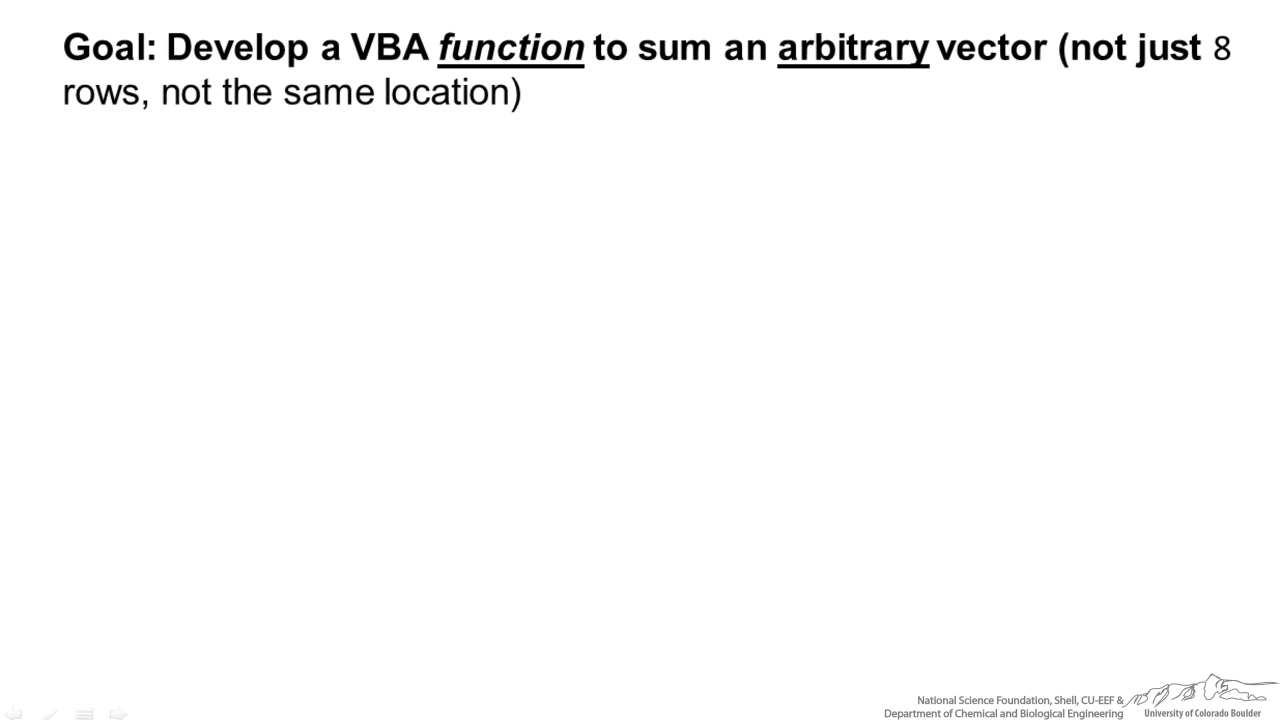 Goal: Develop a VBA function to sum an arbitrary vector (not just 8
rows, not the same location)
National Science Foundation, Shell, CU-EEF &
Department of Chemical and Biological Engineering
University of Colorado Boulder